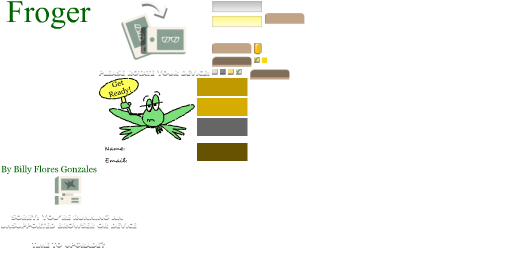 Froger
PLEASE ROTATE YOUR DEVICE
Get
Ready!
Name:
Email:
By Billy Flores Gonzales
SORRY! YOU'RE RUNNING AN
UNSUPPORTED BROWSER OR DEVICE
TIME TO UPGRADE?